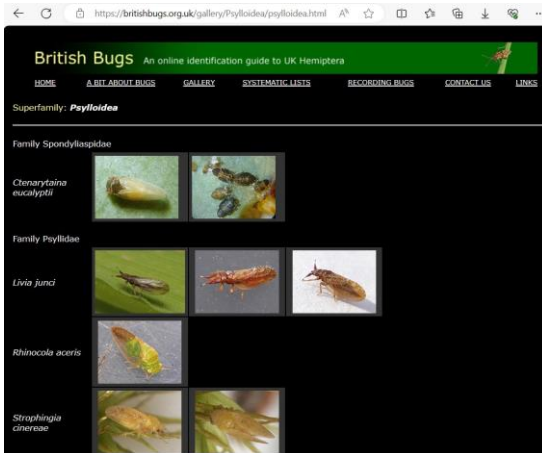 https://britishbugs.org.uk/gallery/Psylloidea/psylloidea.html
British Bugs An online identification guide to UK Hemiptera
HOME A BIT ABOUT BUGS GALLERY SYSTEMATIC LISTS RECORDING BUGS CONTACT US LINKS
Superfamily: Psylloidea
Family Spondyliaspidae
Ctenarytaina
eucalyptii
Family Psyllidae
Livia junci
Rhinocola aceris
Strophingia
cinereae